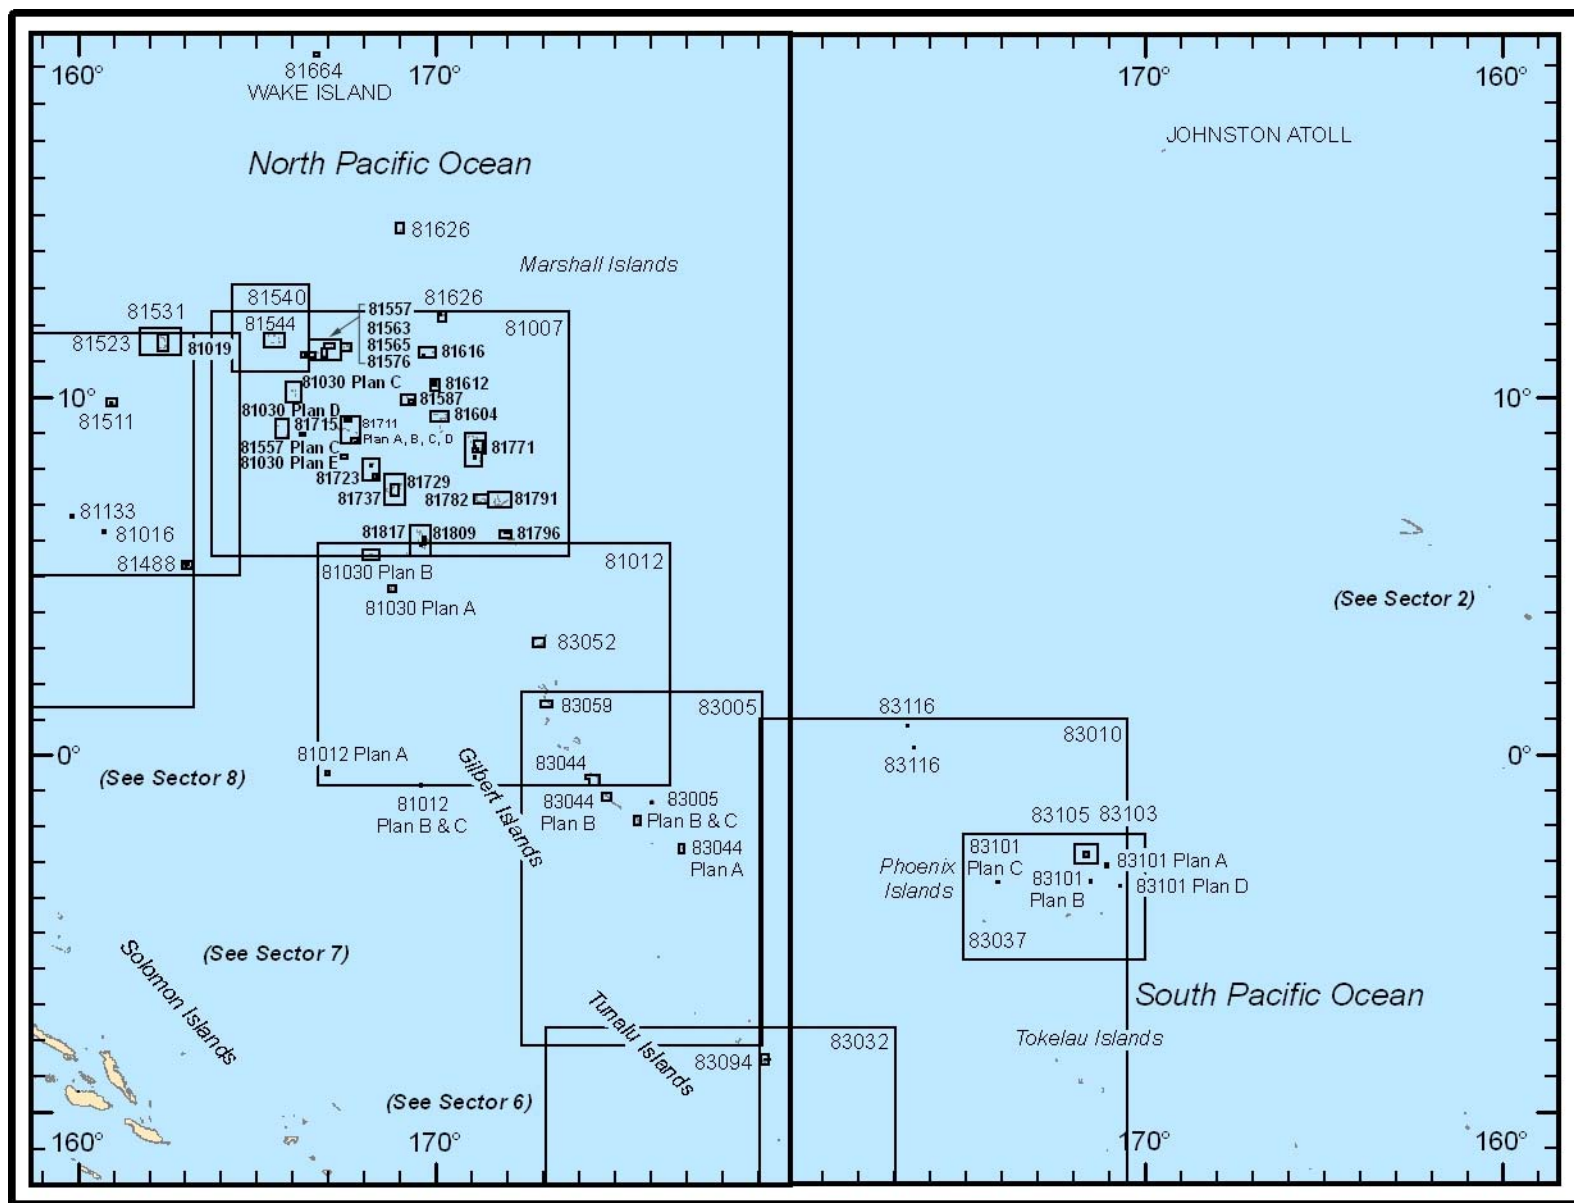 160°
81664
170°
170°
160°
WAKE ISLAND
JOHNSTON ATOLL
North Pacific Ocean
81626
Marshall Islands
81531
81540
81557
81626
81544
81563
81007
81523
81019
81565
81616
81576
10°
81030 Plan C
81612
10°
81587
81511
81030 Plan D
81604
81715
81711
Plan A, B, C, D
81557 Plan C
81771
81030 Plan E
81723
81729
81737
81782
81791
81133
81016
81817
81809
81796
81488
81012
81030 Plan B
81030 Plan A
(See Sector 2)
83052
83059
83005
83116
83010
0°
81012 Plan A
83044
83116
0°
(See Sector 8)
Gilbert Islands
81012
Plan B & C
83044
Plan B
83005
Plan B & C
83105
83103
83044
Plan A
Phoenix
Islands
83101
Plan C
83101 Plan A
83101
Plan B
83101 Plan D
83037
(See Sector 7)
Solomon Islands
Tunalu Islands
South Pacific Ocean
83032
Tokelau Islands
83094
(See Sector 6)
160°
170°
170°
160°